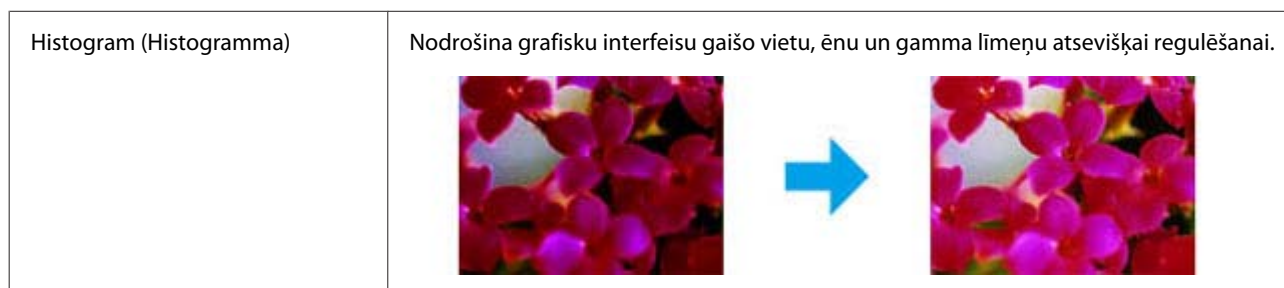 Histogram (Histogramma)
Nodrošina grafisku interfeisu gaišo vietu, ēnu un gamma līmeņu atsevišķai regulēšanai.